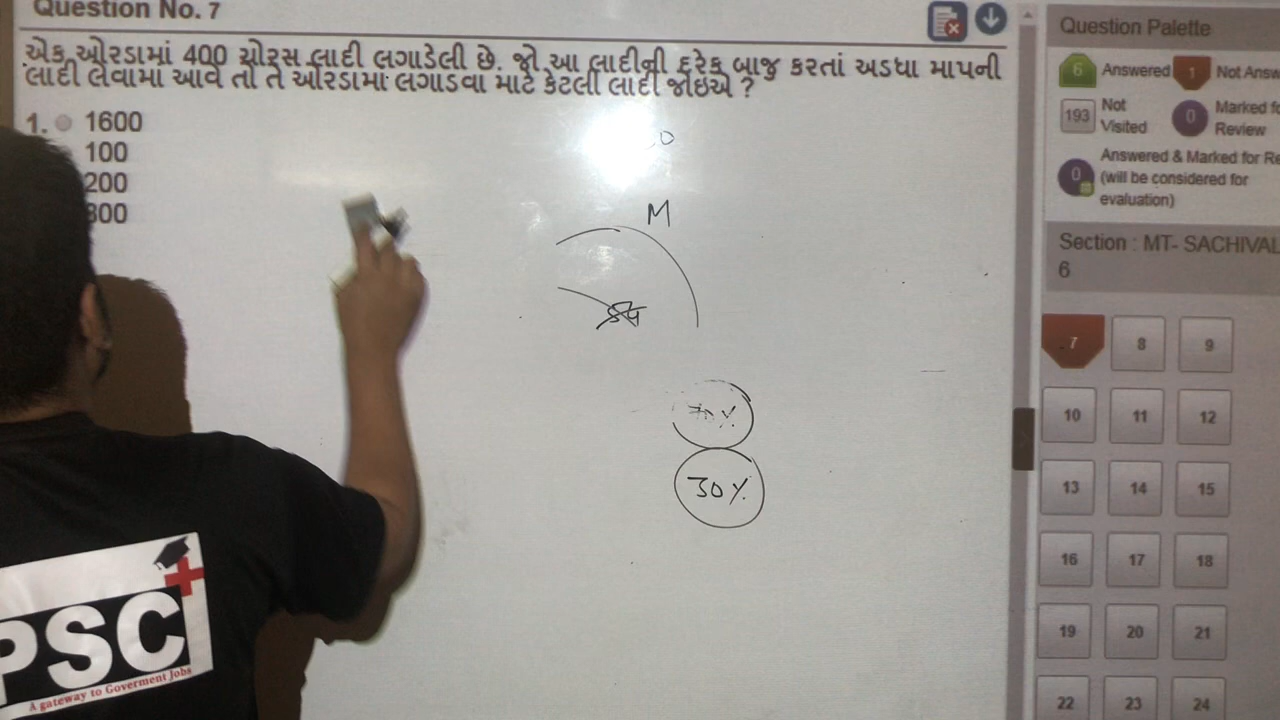 Question No. 7
એક ઓરડામાં 400 ચોરસ લાદી લગાડેલી છે. જો આ લાદીની દરેક બાજુ કરતાં અડધા માપની
લાદી લેવામા આવે તો તે ઓરડામા લગાડવા માટે કેટલી લાદી જોઇએ ?
1. 1600
100
200
800
M
30%
PSC
A gateway to Goverment Jobs
Question Palette
6 Answered
1 Not Answ
193 Not Visited
0 Marked fo
Review
0 Answered & Marked for Re
(will be considered for
evaluation)
Section : MT- SACHIVAL
6
7 8 9
10 11 12
13 14 15
16 17 18
19 20 21
22 23 24